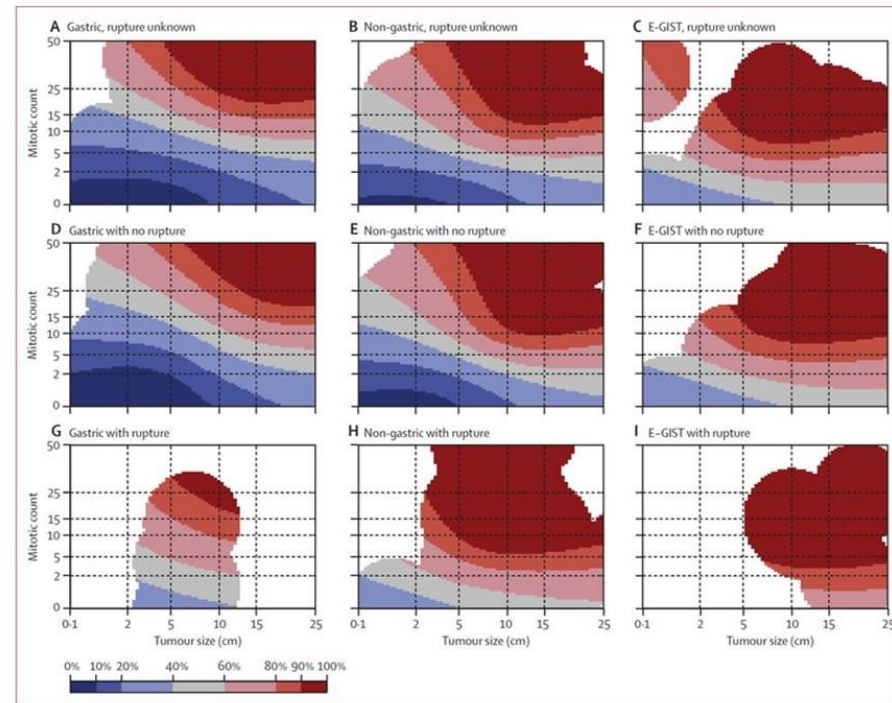 A Gastric, rupture unknown
B Non-gastric, rupture unknown
C E-GIST, rupture unknown
50
25
15
10
5
2
0
Mitotic count
D Gastric with no rupture
E Non-gastric with no rupture
F E-GIST with no rupture
50
25
15
10
5
2
0
Mitotic count
G Gastric with rupture
H Non-gastric with rupture
I E-GIST with rupture
50
25
15
10
5
2
0
Mitotic count
0·1 2 5 10 15 25
0·1 2 5 10 15 25
0·1 2 5 10 15 25
Tumour size (cm)
Tumour size (cm)
Tumour size (cm)
0% 10% 20% 40% 60% 80% 90% 100%